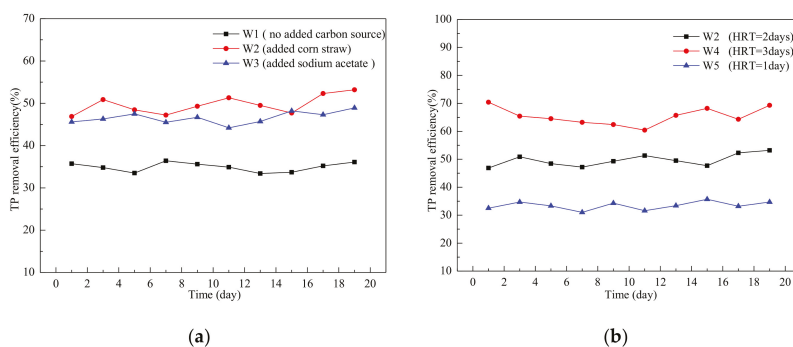 (a)
W1 ( no added carbon source)
W2 (added corn straw)
W3 (added sodium acetate )
TP removal efficiency(%)
70
60
50
40
30
20
10
0 2 4 6 8 10 12 14 16 18 20
Time (day)
(a)
(b)
W2 (HRT=2days)
W4 (HRT=3days)
W5 (HRT=1day)
TP removal efficiency(%)
100
90
80
70
60
50
40
30
20
10
0 2 4 6 8 10 12 14 16 18 20
Time (day)
(b)